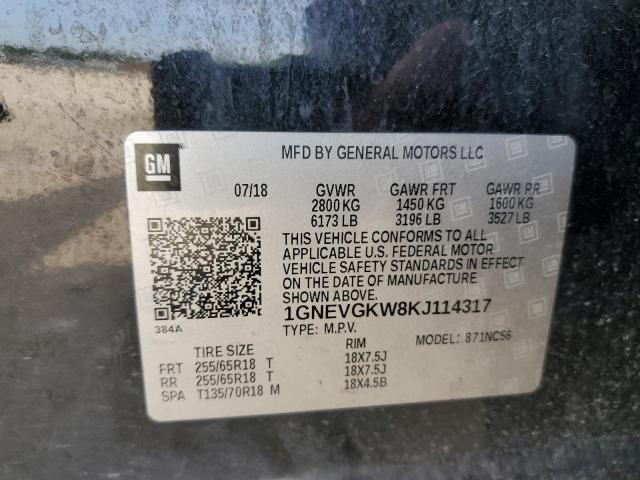 GM
MFD BY GENERAL MOTORS LLC
07/18 GVWR GAWR FRT GAWR RR
2800 KG 1450 KG 1600 KG
6173 LB 3196 LB 3527 LB
THIS VEHICLE CONFORMS TO ALL
APPLICABLE U.S. FEDERAL MOTOR
VEHICLE SAFETY STANDARDS IN EFFECT
ON THE DATE OF MANUFACTURE
SHOWN ABOVE.
384A
1GNEVGKW8KJ114317
TYPE: M.P.V. MODEL: 871NC56
TIRE SIZE RIM
FRT 255/65R18 T 18X7.5J
RR 255/65R18 T 18X7.5J
SPA T135/70R18 M 18X4.5B